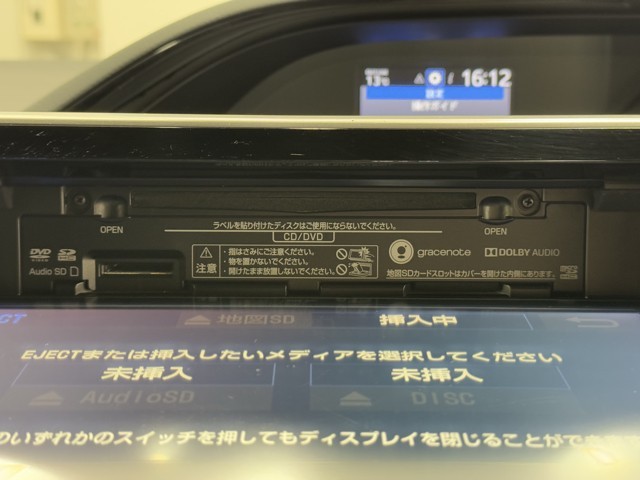 13℃ 16:12
設定
操作ガイド
OPEN
ラベルを貼り付けたディスクはご使用にならないでください。
OPEN
CD/DVD
DVD
Audio SD
注意
・指はさみにご注意ください。
・物を置かないでください。
・開けたまま放置しないでください。
gracenote
DOLBY AUDIO
地図SDカードスロットはカバーを開けた内側にあります。
地図SD 挿入中
EJECTまたは挿入したいメディアを選択してください
未挿入 未挿入
AudioSD DISC
のいずれかのスイッチを押してもディスプレイを閉じることができ